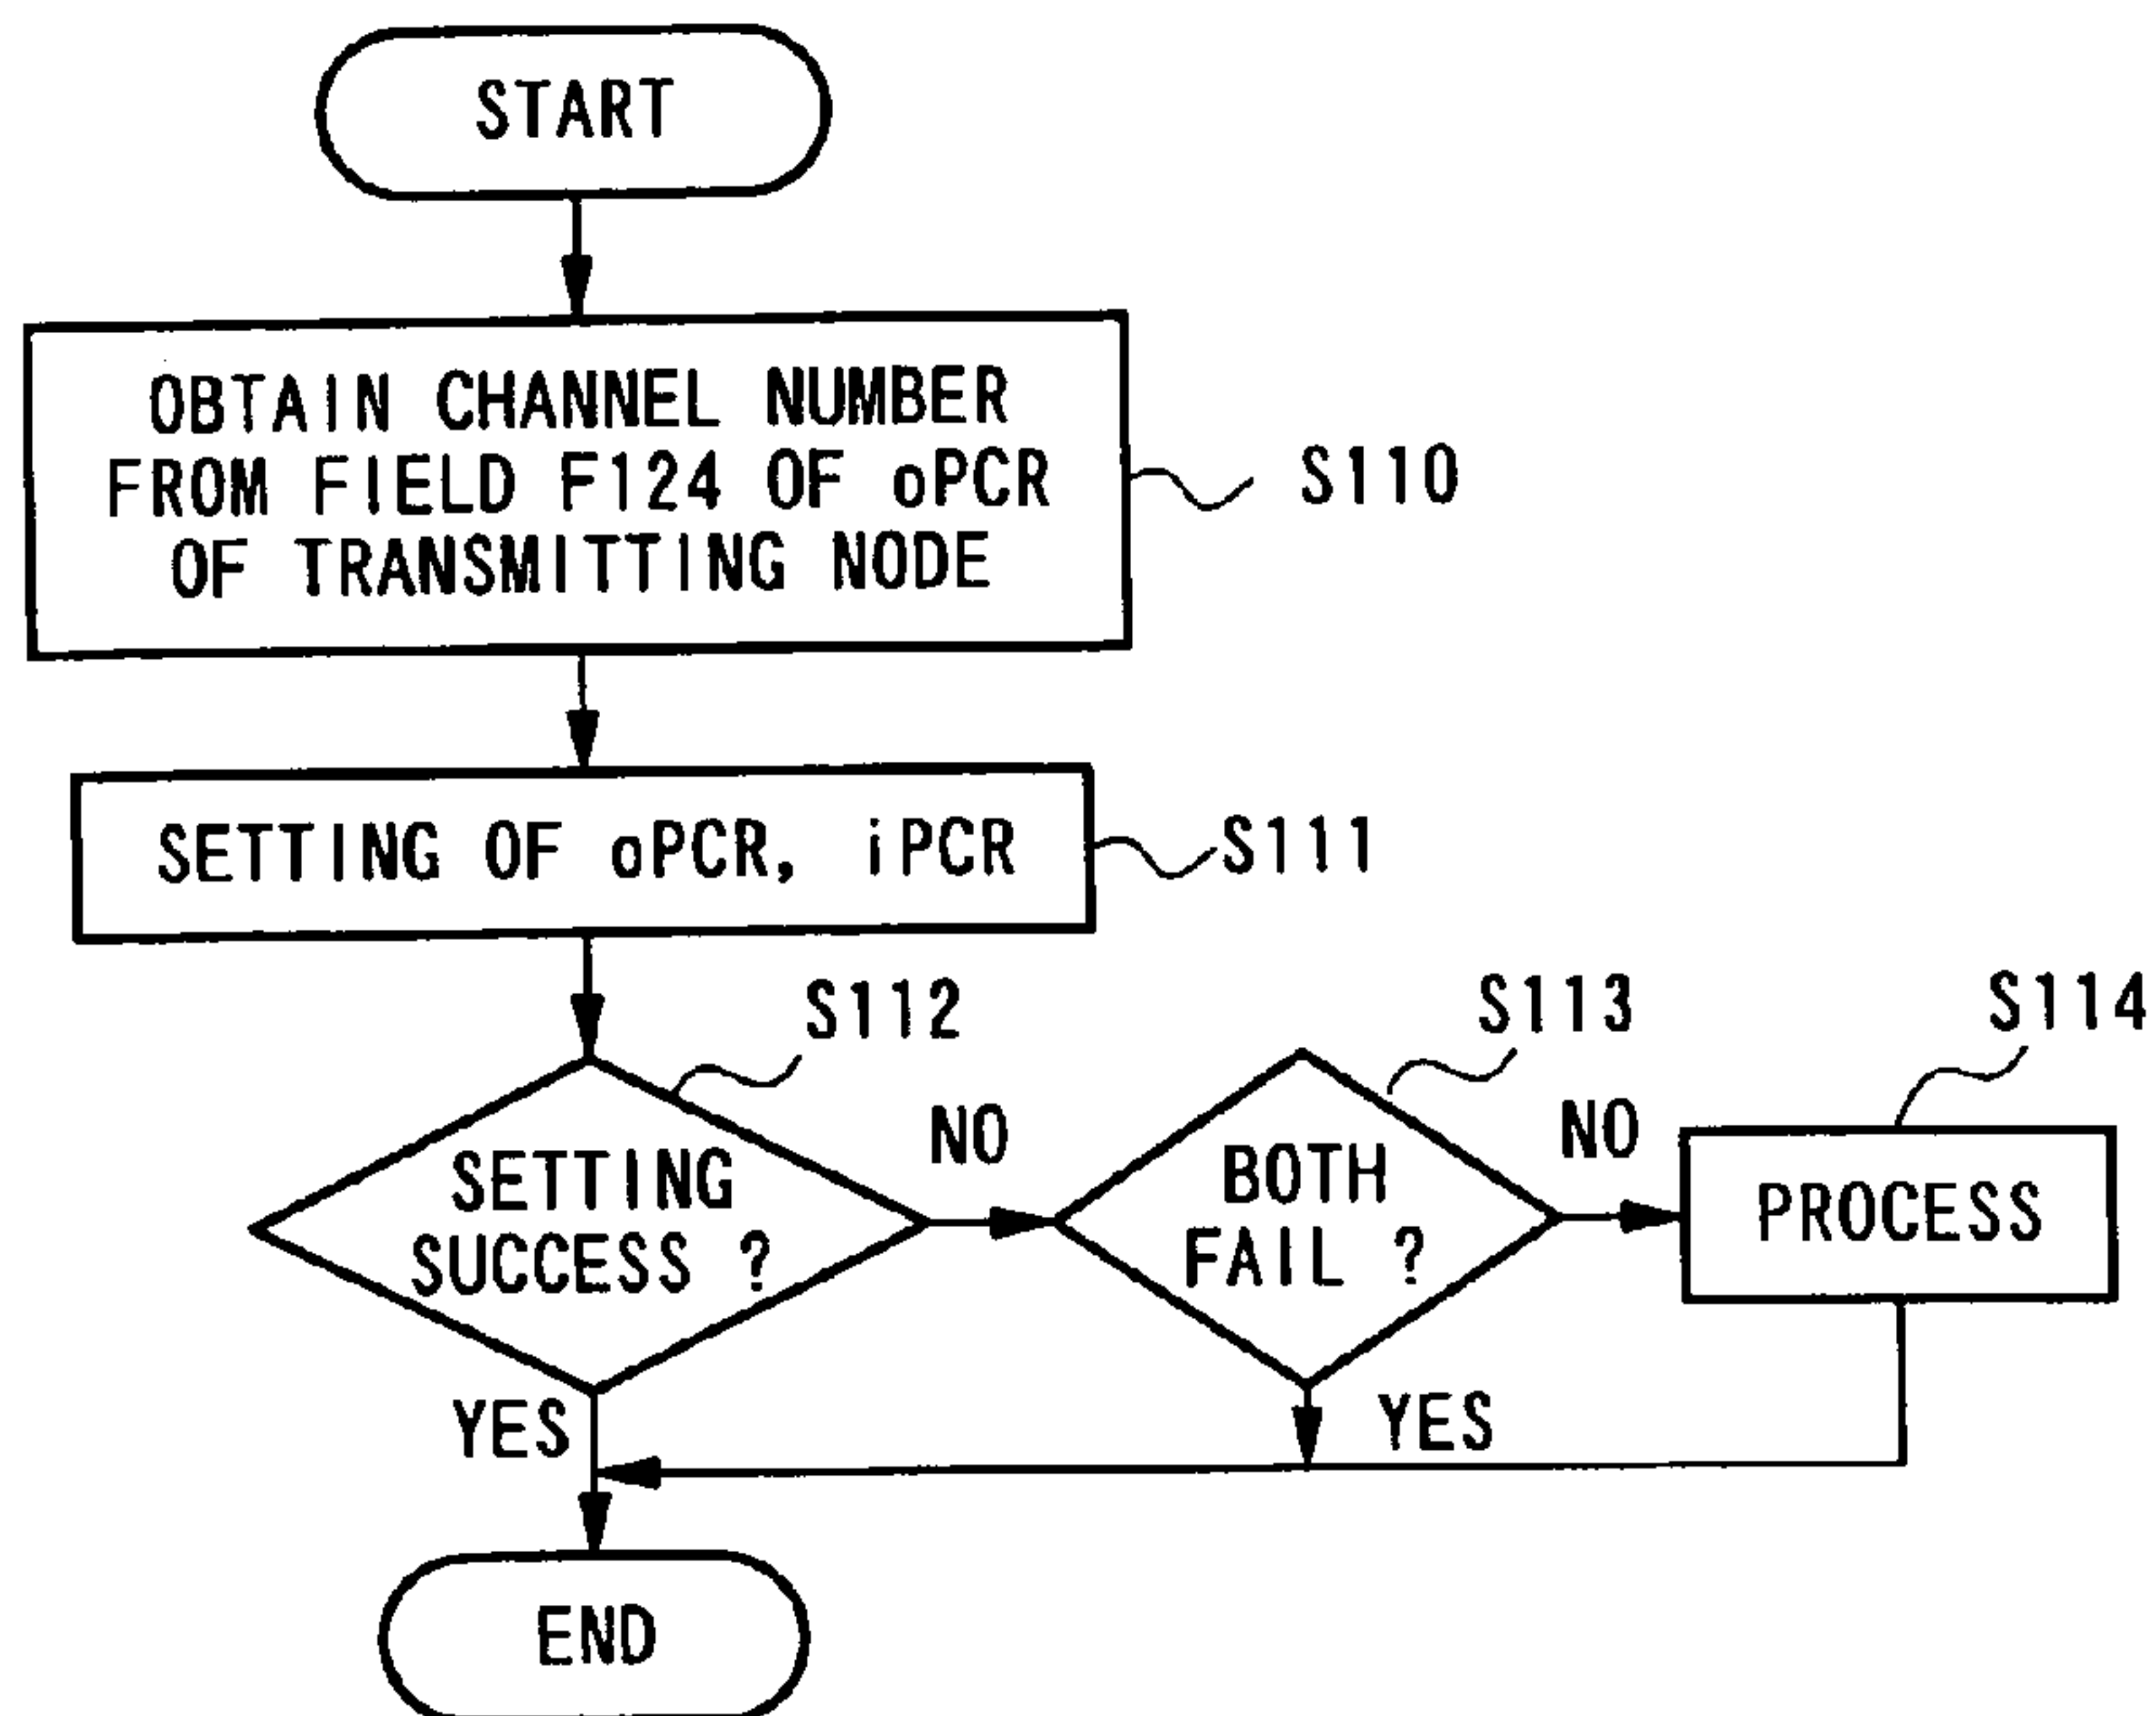 START
OBTAIN CHANNEL NUMBER
FROM FIELD F124 OF oPCR
OF TRANSMITTING NODE
S110
SETTING OF oPCR, iPCR
S111
S112
S113
S114
SETTING
SUCCESS ?
NO
BOTH
FAIL ?
NO
PROCESS
YES
YES
END